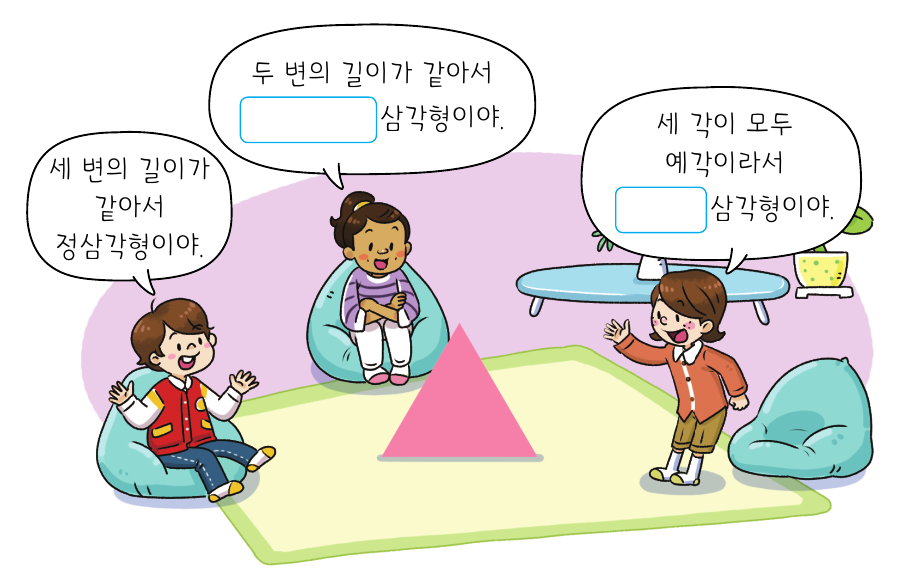 세 변의 길이가
같아서
정삼각형이야.
두 변의 길이가 같아서
삼각형이야.
세 각이 모두
예각이라서
삼각형이야.